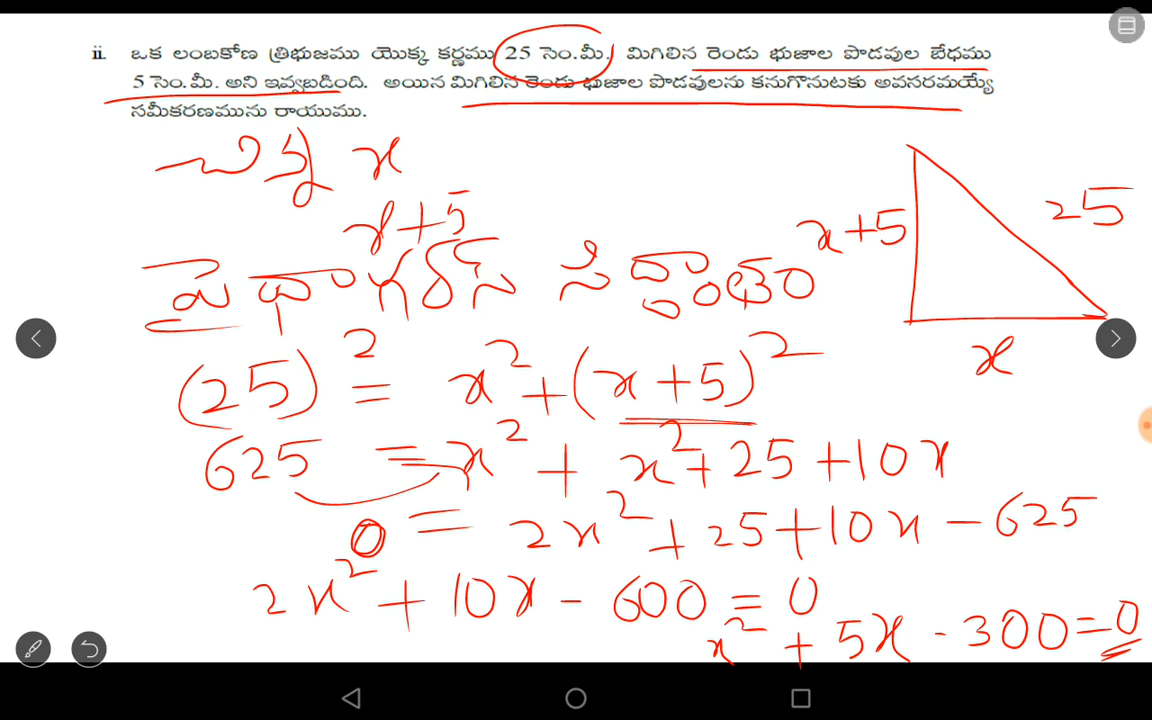 ii. ఒక లంబకోణ త్రిభుజము యొక్క కర్ణము 25 సెం.మీ. మిగిలిన రెండు భుజాల పొడవుల బేధము
5 సెం.మీ. అని ఇవ్వబడింది. అయిన మిగిలిన రెండు భుజాల పొడవులను కనుగొనుటకు అవసరమయ్యే
సమీకరణమును రాయుము.
చిన్న x
x+5
పైథాగరస్ సిద్ధాంతం
x+5
25
x
(25)² = x²+(x+5)²
625 = x² + x²+25+10x
0 = 2x²+25+10x-625
2x²+10x-600=0
x²+5x-300=0